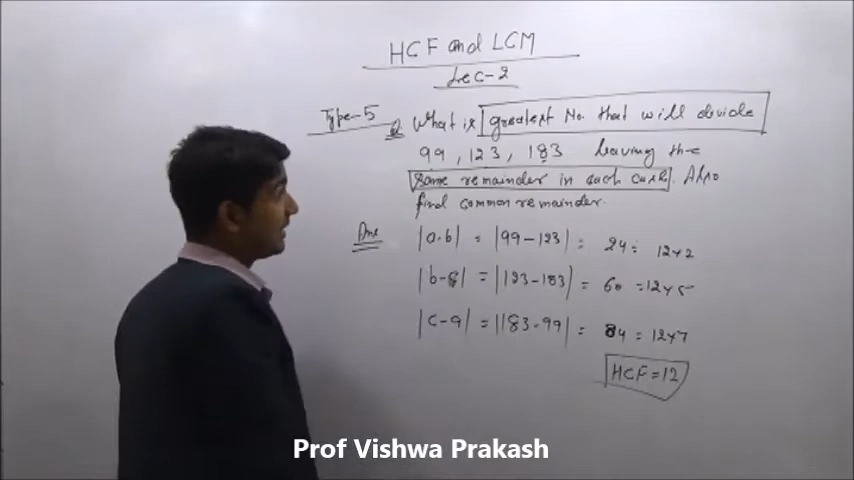 HCF and LCM
Lec-2
Type-5
Q What is greatest No. that will divide
99, 123, 183 leaving the
same remainder in each case. Also
find common remainder.
Ans |a-b| = |99-123| = 24 = 12×2
= |123-183| = 60 = 12×5
|c-a| = |183-99| = 84 = 12×7
HCF=12
Prof Vishwa Prakash